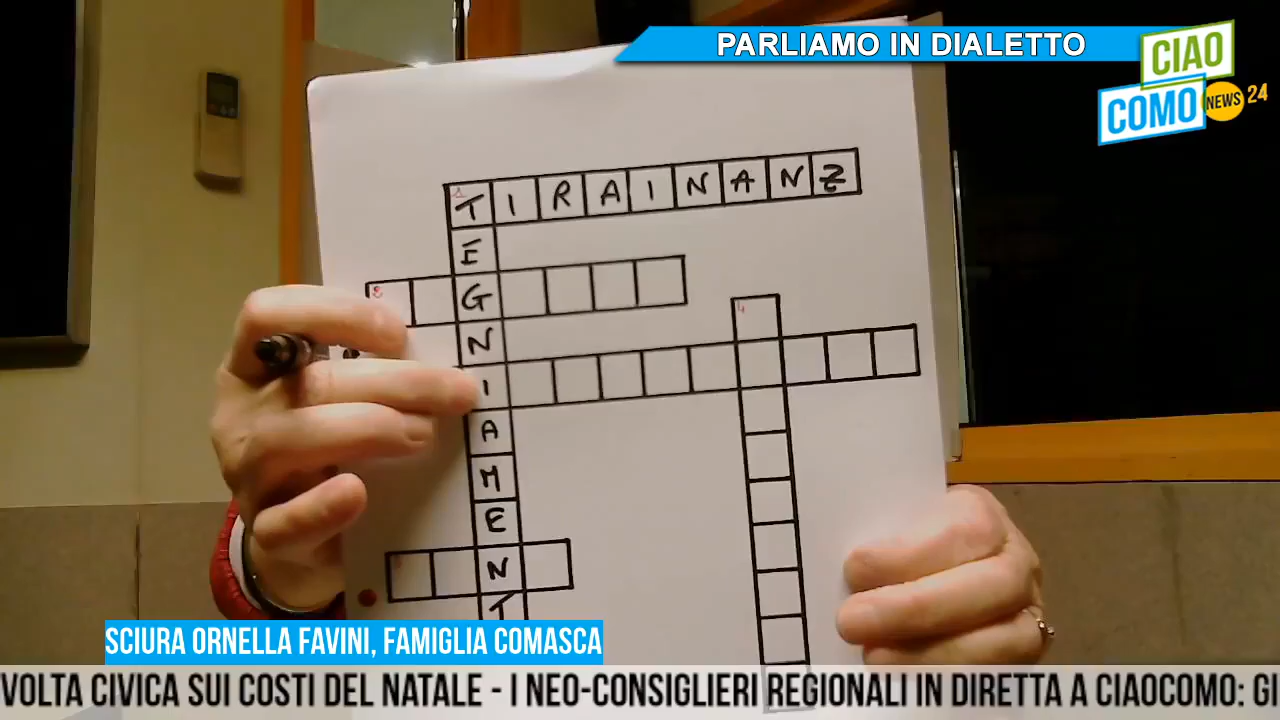 PARLIAMO IN DIALETTO
CIAO
COMO NEWS 24
TIRAINANZ
TEGNIAMENT
4
SCIURA ORNELLA FAVINI, FAMIGLIA COMASCA
VOLTA CIVICA SUI COSTI DEL NATALE - I NEO-CONSIGLIERI REGIONALI IN DIRETTA A CIAOCOMO: GI